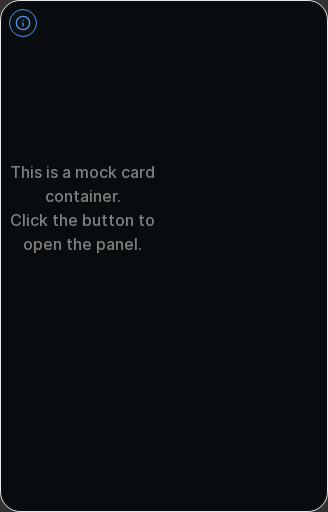 This is a mock card
container.
Click the button to
open the panel.